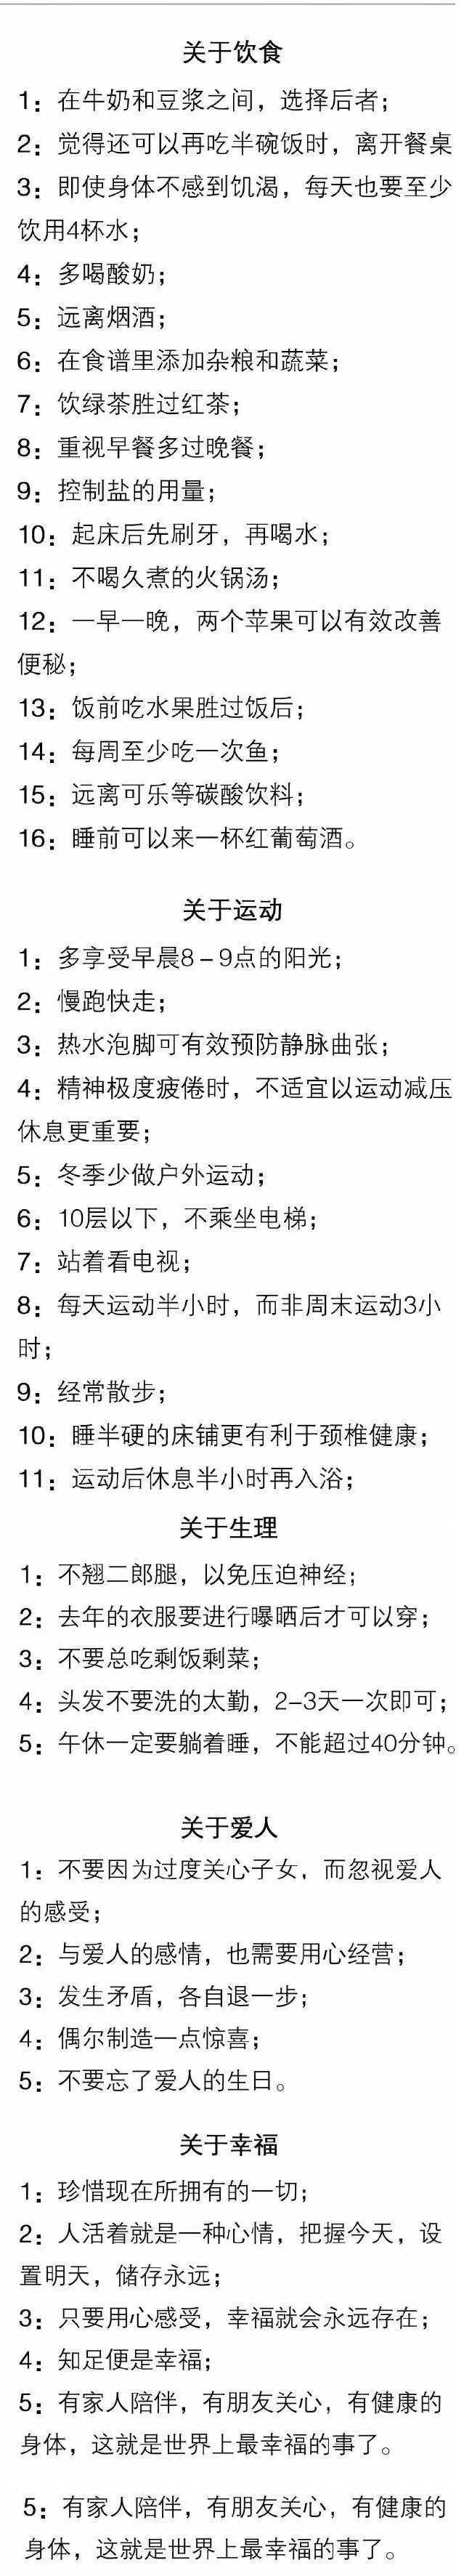 关于饮食
1：在牛奶和豆浆之间，选择后者；
2：觉得还可以再吃半碗饭时，离开餐桌
3：即使身体不感到饥渴，每天也要至少
饮用4杯水；
4：多喝酸奶；
5：远离烟酒；
6：在食谱里添加杂粮和蔬菜；
7：饮绿茶胜过红茶；
8：重视早餐多过晚餐；
9：控制盐的用量；
10：起床后先刷牙，再喝水；
11：不喝久煮的火锅汤；
12：一早一晚，两个苹果可以有效改善
便秘；
13：饭前吃水果胜过饭后；
14：每周至少吃一次鱼；
15：远离可乐等碳酸饮料；
16：睡前可以来一杯红葡萄酒。
关于运动
1：多享受早晨8－9点的阳光；
2：慢跑快走；
3：热水泡脚可有效预防静脉曲张；
4：精神极度疲倦时，不适宜以运动减压
休息更重要；
5：冬季少做户外运动；
6：10层以下，不乘坐电梯；
7：站着看电视；
8：每天运动半小时，而非周末运动3小
时；
9：经常散步；
10：睡半硬的床铺更有利于颈椎健康；
11：运动后休息半小时再入浴；
关于生理
1：不翘二郎腿，以免压迫神经；
2：去年的衣服要进行曝晒后才可以穿；
3：不要总吃剩饭剩菜；
4：头发不要洗的太勤，2-3天一次即可；
5：午休一定要躺着睡，不能超过40分钟。
关于爱人
1：不要因为过度关心子女，而忽视爱人
的感受；
2：与爱人的感情，也需要用心经营；
3：发生矛盾，各自退一步；
4：偶尔制造一点惊喜；
5：不要忘了爱人的生日。
关于幸福
1：珍惜现在所拥有的一切；
2：人活着就是一种心情，把握今天，设
置明天，储存永远；
3：只要用心感受，幸福就会永远存在；
4：知足便是幸福；
5：有家人陪伴，有朋友关心，有健康的
身体，这就是世界上最幸福的事了。
5：有家人陪伴，有朋友关心，有健康的
身体，这就是世界上最幸福的事了。